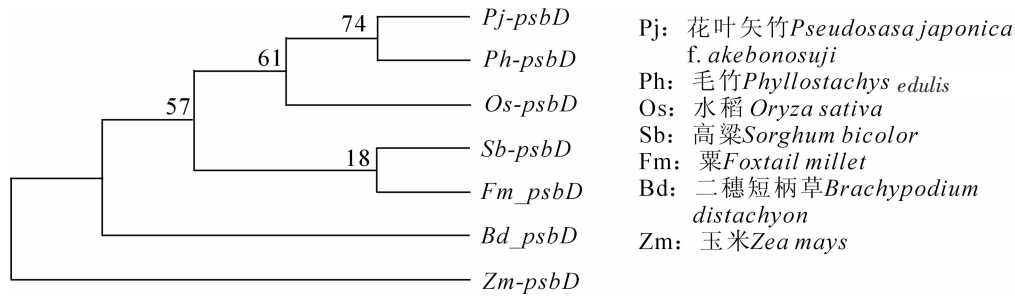 74
Pj-psbD
Ph-psbD
61
Os-psbD
57
18
Sb-psbD
Fm_psbD
Bd_psbD
Zm-psbD
Pj: 花叶矢竹Pseudosasa japonica
f. akebonosuji
Ph: 毛竹Phyllostachys edulis
Os: 水稻 Oryza sativa
Sb: 高粱Sorghum bicolor
Fm: 粟Foxtail millet
Bd: 二穗短柄草Brachypodium
distachyon
Zm: 玉米Zea mays